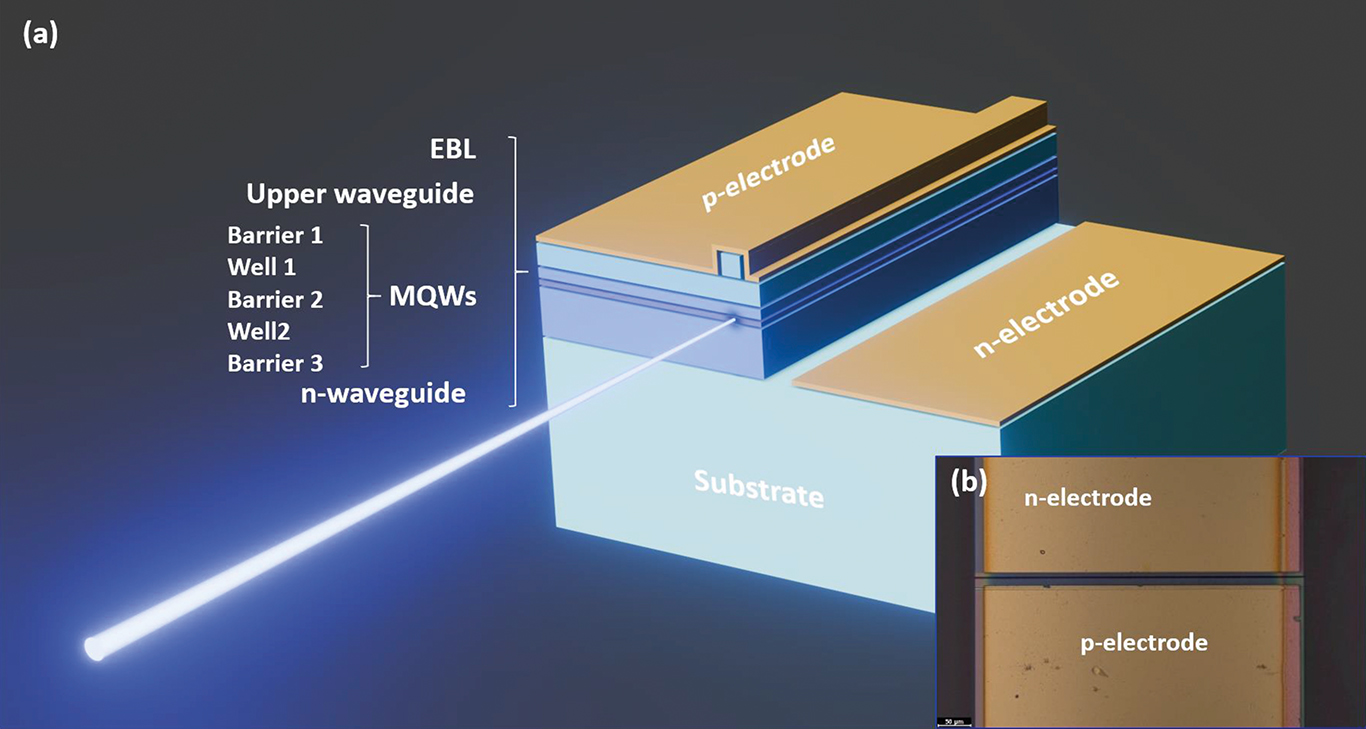 (a)
EBL
Upper waveguide
Barrier 1
Well 1
Barrier 2
Well2
Barrier 3
MQWs
n-waveguide
p-electrode
n-electrode
Substrate
(b)
n-electrode
p-electrode
50 µm